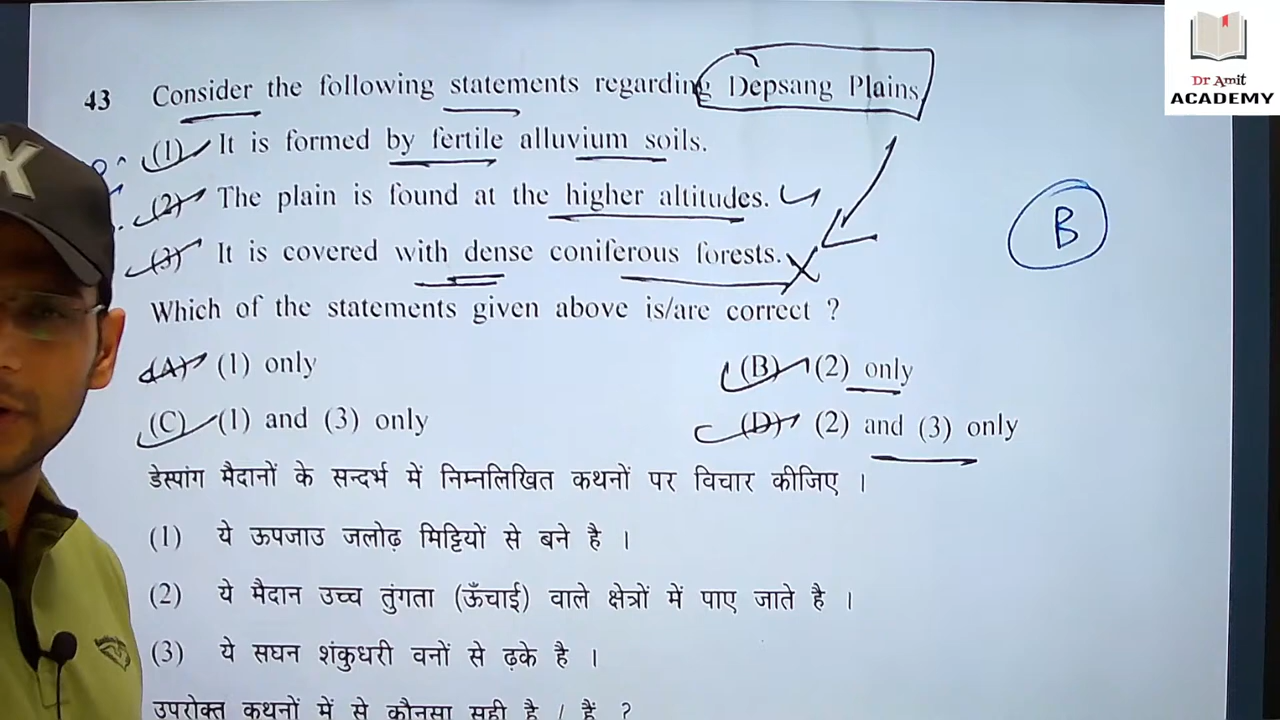 Dr Amit
ACADEMY
43 Consider the following statements regarding Depsang Plains
(1) It is formed by fertile alluvium soils.
(2) The plain is found at the higher altitudes.
(3) It is covered with dense coniferous forests.
Which of the statements given above is/are correct ?
(A) (1) only
(B) (2) only
(C) (1) and (3) only
(D) (2) and (3) only
B
डेस्पांग मैदानों के सन्दर्भ में निम्नलिखित कथनों पर विचार कीजिए ।
(1) ये ऊपजाउ जलोढ़ मिट्टियों से बने है ।
(2) ये मैदान उच्च तुंगता (ऊँचाई) वाले क्षेत्रों में पाए जाते है ।
(3) ये सघन शंकुधरी वनों से ढ़के है ।
उपरोक्त कथनों में से कौनसा सही है / हैं ?